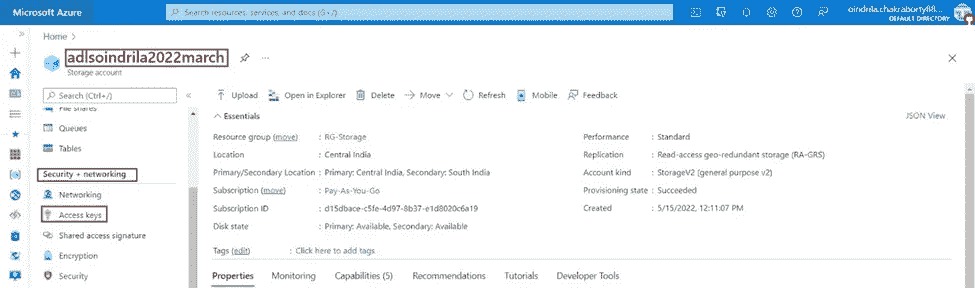 Microsoft Azure
Search resources, services, and docs (G+/)
oindrila.chakraborty88...
DEFAULT DIRECTORY
Home >
adlsoindrila2022march
...
Storage account
Search (Ctrl+/)
«
Upload Open in Explorer Delete Move Refresh Mobile Feedback
File shares
Queues
Tables
Security + networking
Networking
Access keys
Shared access signature
Encryption
Security
Essentials
JSON View
Resource group (move) : RG-Storage
Location : Central India
Primary/Secondary Location : Primary: Central India, Secondary: South India
Subscription (move) : Pay-As-You-Go
Subscription ID : d15dbace-c5fe-4d97-8b37-e1d8020c6a19
Disk state : Primary: Available, Secondary: Available
Performance : Standard
Replication : Read-access geo-redundant storage (RA-GRS)
Account kind : StorageV2 (general purpose v2)
Provisioning state : Succeeded
Created : 5/15/2022, 12:11:07 PM
Tags (edit) : Click here to add tags
Properties Monitoring Capabilities (5) Recommendations Tutorials Developer Tools